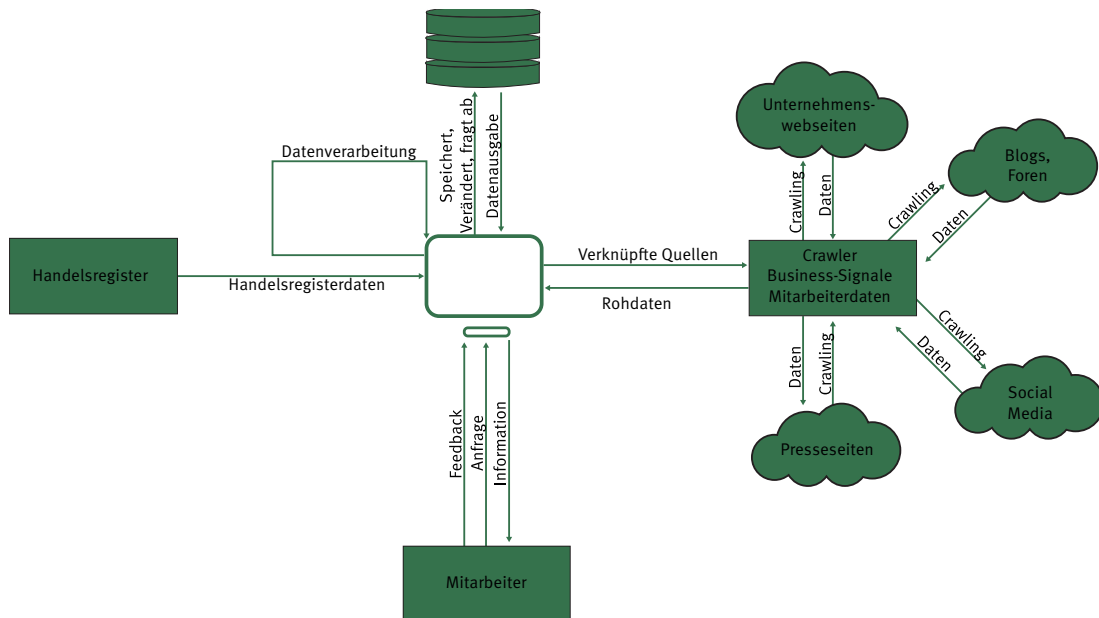 Speichert,
Verändert, fragt ab
Datenausgabe
Datenverarbeitung
Handelsregister
Handelsregisterdaten
Verknüpfte Quellen
Rohdaten
Feedback
Anfrage
Information
Mitarbeiter
Unternehmens-
webseiten
Crawling
Daten
Blogs,
Foren
Crawling
Daten
Crawler
Business-Signale
Mitarbeiterdaten
Crawling
Daten
Social
Media
Daten
Crawling
Presseseiten